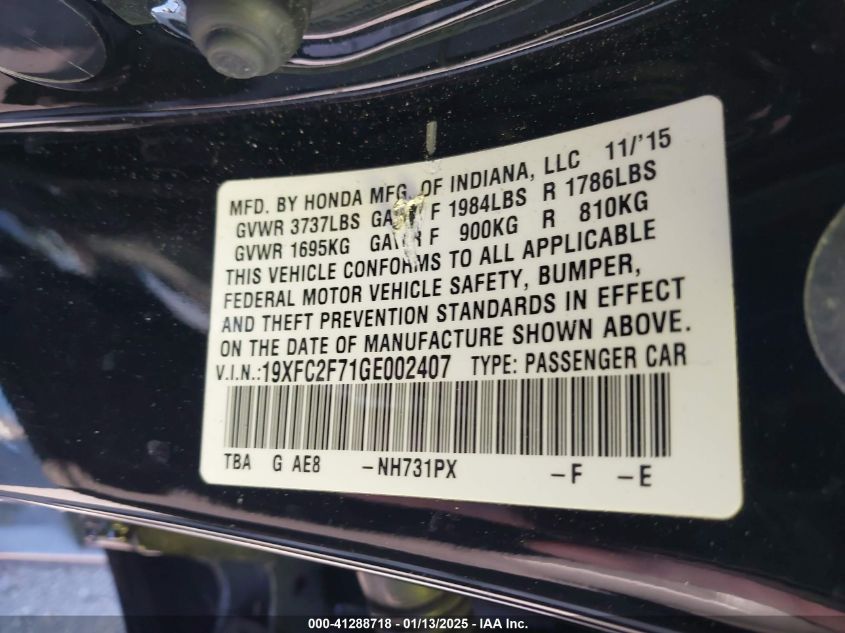 MFD. BY HONDA MFG. OF INDIANA, LLC 11/'15
GVWR 3737LBS GAWR F 1984LBS R 1786LBS
GVWR 1695KG GAWR F 900KG R 810KG
THIS VEHICLE CONFORMS TO ALL APPLICABLE
FEDERAL MOTOR VEHICLE SAFETY, BUMPER,
AND THEFT PREVENTION STANDARDS IN EFFECT
ON THE DATE OF MANUFACTURE SHOWN ABOVE.
V.I.N.:19XFC2F71GE002407 TYPE: PASSENGER CAR
TBA G AE8 -NH731PX -F -E
000-41288718 - 01/13/2025 - IAA Inc.